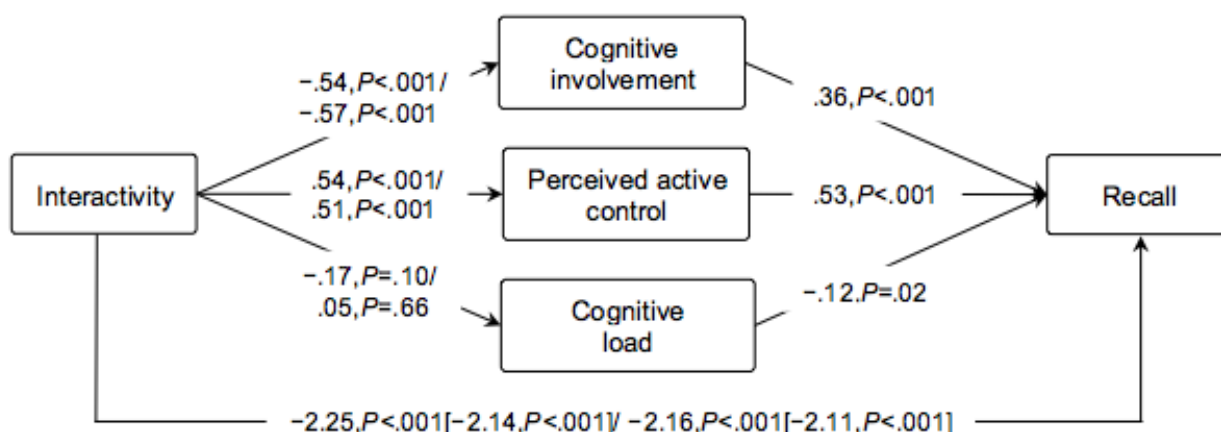 Cognitive
involvement
−.54,P<.001/
−.57,P<.001
.36,P<.001
Interactivity
.54,P<.001/
.51,P<.001
Perceived active
control
.53,P<.001
Recall
−.17,P=.10/
.05,P=.66
Cognitive
load
−.12.P=.02
−2.25,P<.001[−2.14,P<.001]/ −2.16,P<.001[−2.11,P<.001]